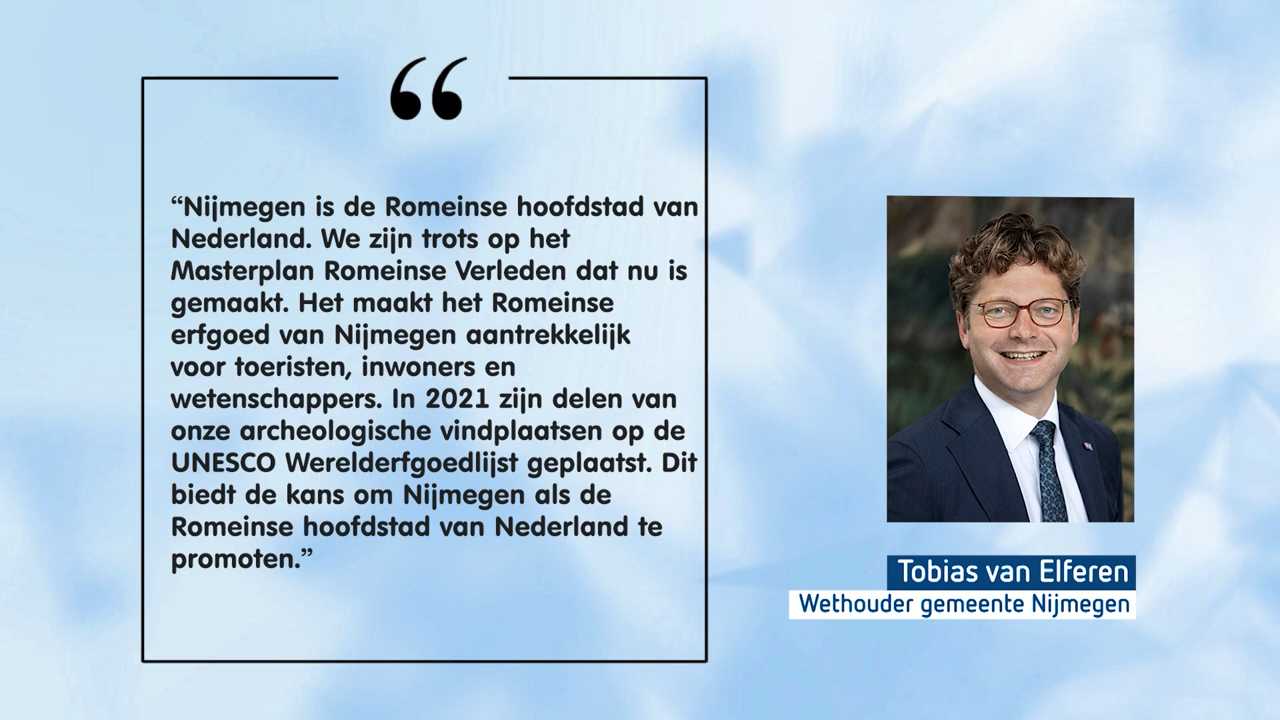 “
“Nijmegen is de Romeinse hoofdstad van
Nederland. We zijn trots op het
Masterplan Romeinse Verleden dat nu is
gemaakt. Het maakt het Romeinse
erfgoed van Nijmegen aantrekkelijk
voor toeristen, inwoners en
wetenschappers. In 2021 zijn delen van
onze archeologische vindplaatsen op de
UNESCO Werelderfgoedlijst geplaatst. Dit
biedt de kans om Nijmegen als de
Romeinse hoofdstad van Nederland te
promoten.”
Tobias van Elferen
Wethouder gemeente Nijmegen